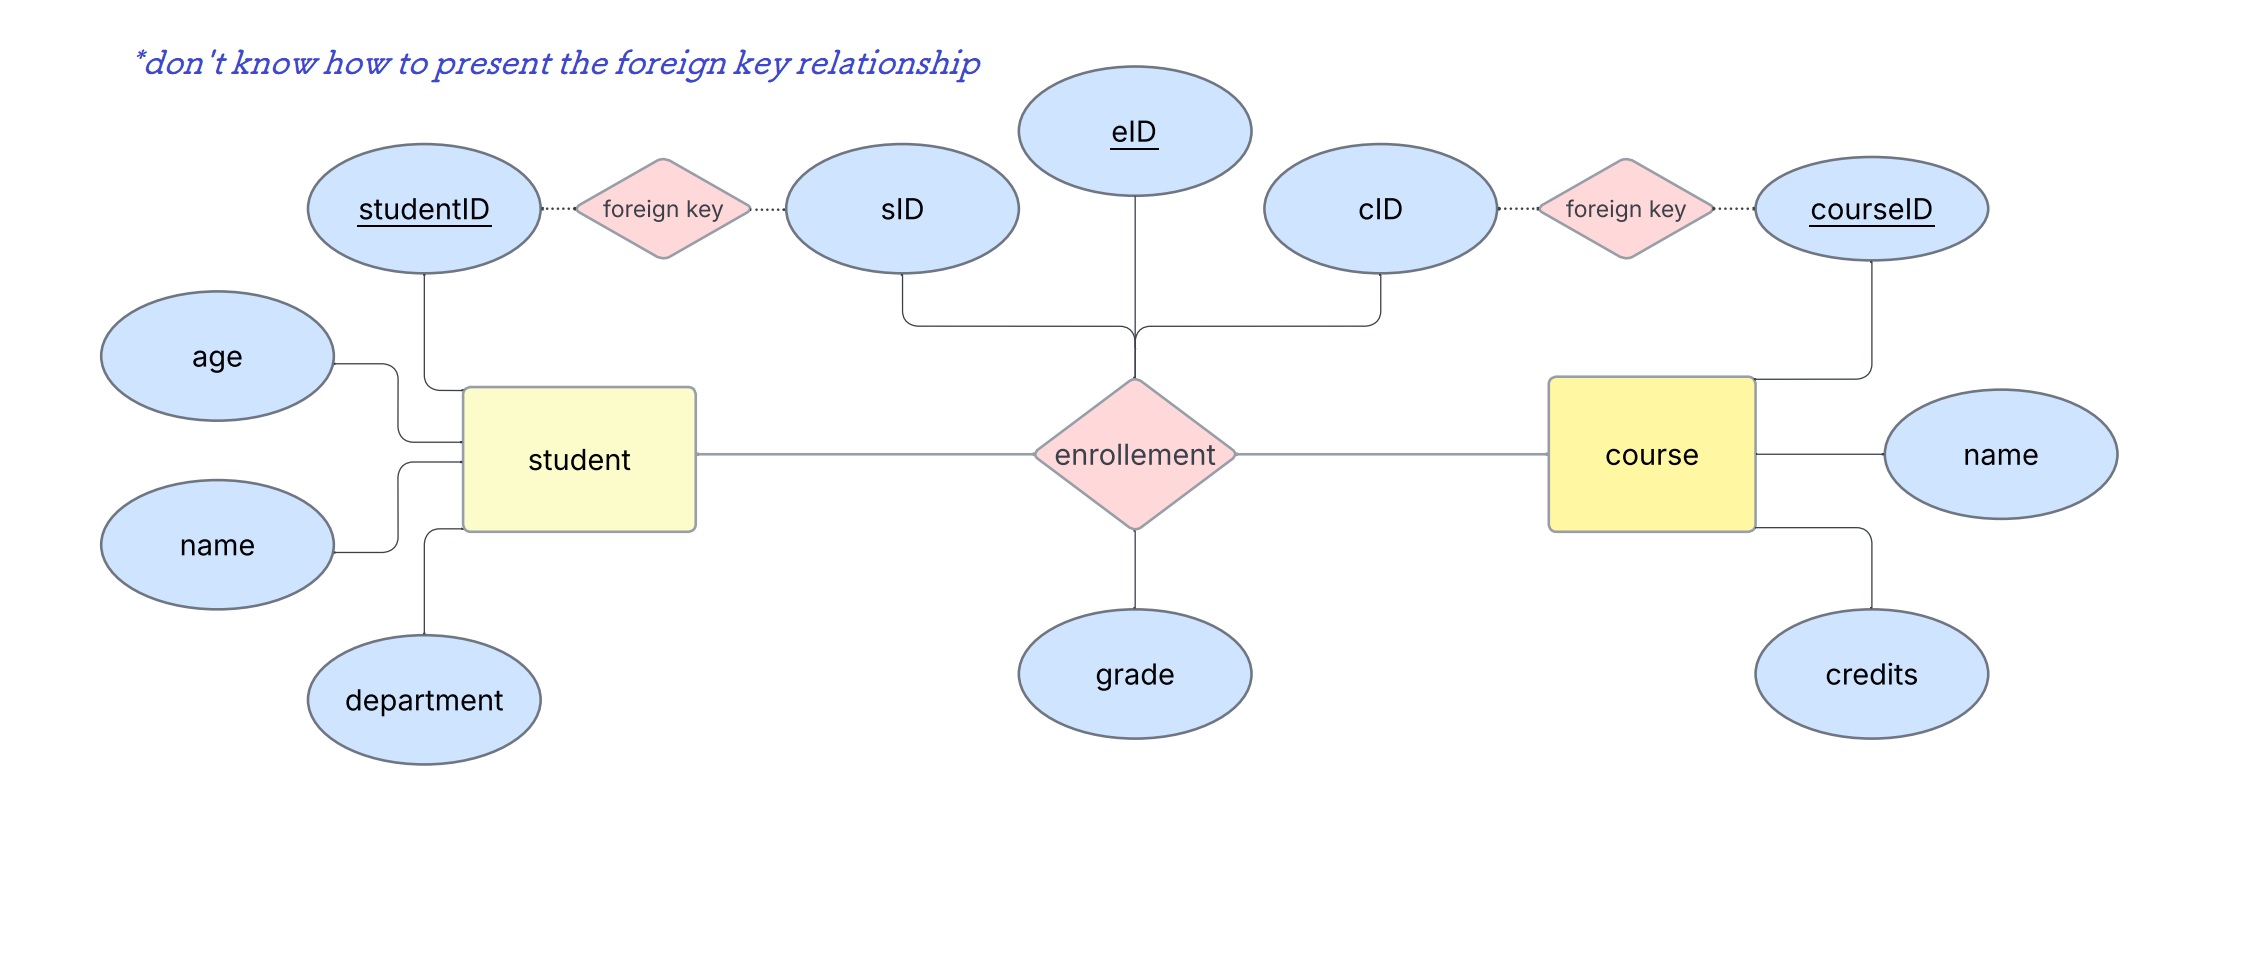 *don't know how to present the foreign key relationship
eID
studentID
foreign key
sID
cID
foreign key
courseID
age
student
enrollement
course
name
name
department
grade
credits